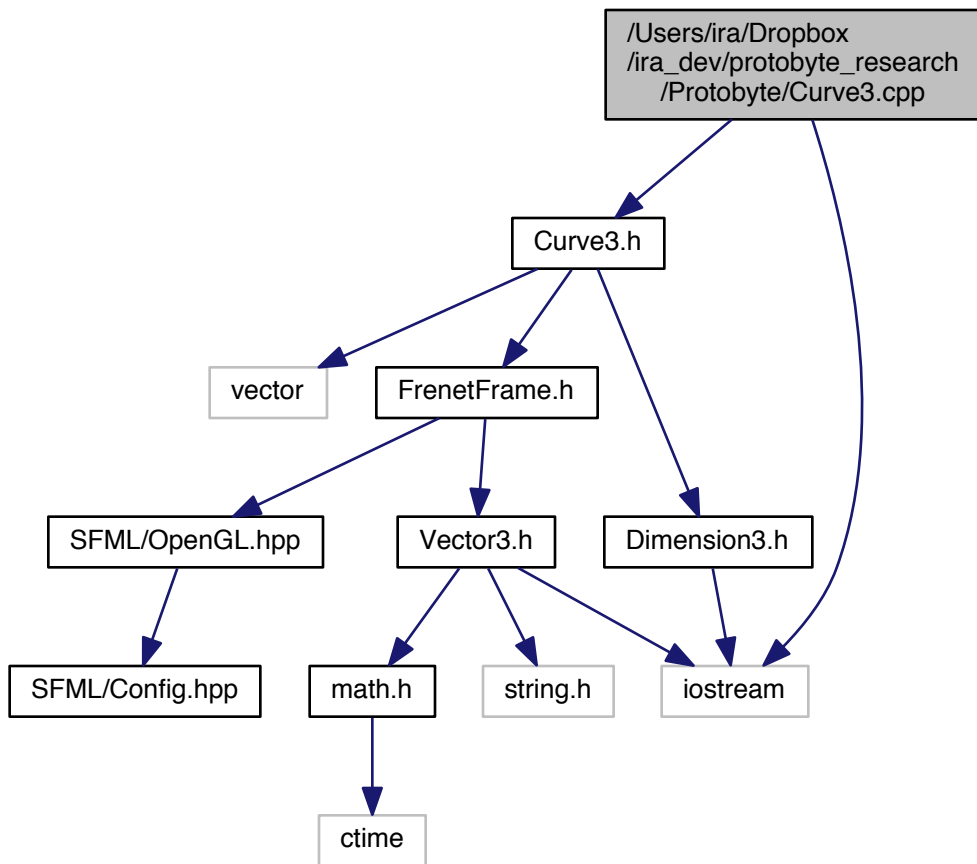 /Users/ira/Dropbox
/ira_dev/protobyte_research
/Protobyte/Curve3.cpp
Curve3.h
vector
FrenetFrame.h
SFML/OpenGL.hpp
Vector3.h
Dimension3.h
SFML/Config.hpp
math.h
string.h
iostream
ctime